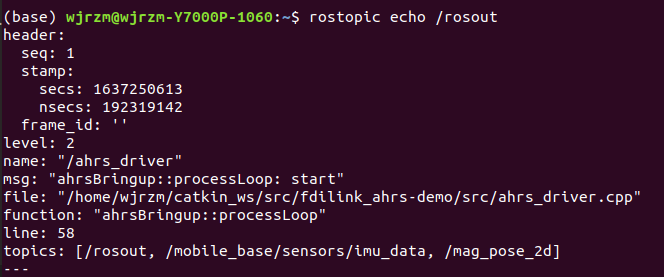 (base) wjrzm@wjrzm-Y7000P-1060:~$ rostopic echo /rosout
header:
  seq: 1
  stamp:
    secs: 1637250613
    nsecs: 192319142
  frame_id: ''
level: 2
name: "/ahrs_driver"
msg: "ahrsBringup::processLoop: start"
file: "/home/wjrzm/catkin_ws/src/fdilink_ahrs-demo/src/ahrs_driver.cpp"
function: "ahrsBringup::processLoop"
line: 58
topics: [/rosout, /mobile_base/sensors/imu_data, /mag_pose_2d]
---